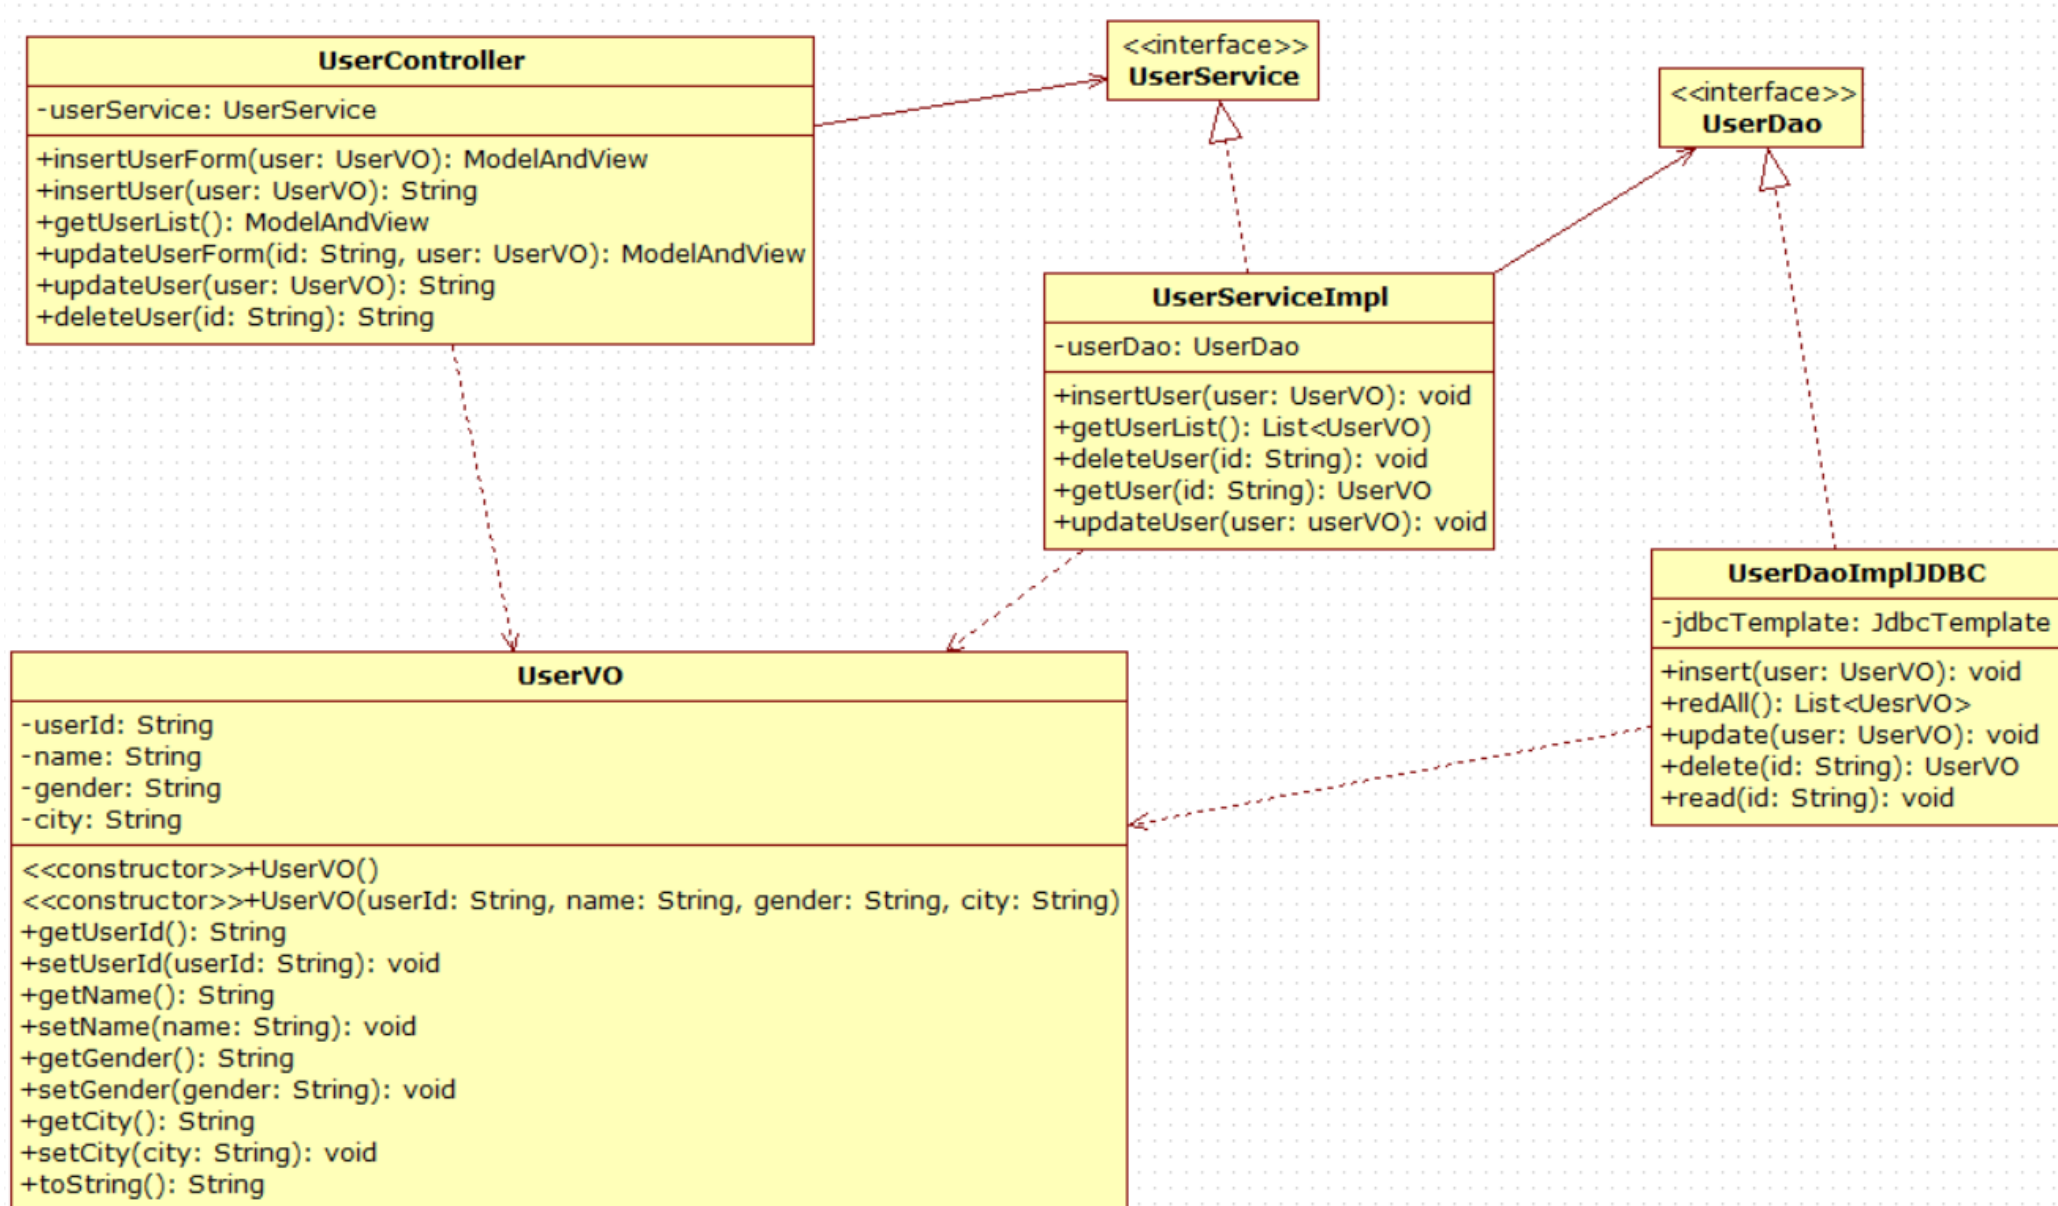 UserController
-userService: UserService
+insertUserForm(user: UserVO): ModelAndView
+insertUser(user: UserVO): String
+getUserList(): ModelAndView
+updateUserForm(id: String, user: UserVO): ModelAndView
+updateUser(user: UserVO): String
+deleteUser(id: String): String
<<interface>>
UserService
<<interface>>
UserDao
UserServiceImpl
-userDao: UserDao
+insertUser(user: UserVO): void
+getUserList(): List<UserVO)
+deleteUser(id: String): void
+getUser(id: String): UserVO
+updateUser(user: userVO): void
UserDaoImplJDBC
-jdbcTemplate: JdbcTemplate
+insert(user: UserVO): void
+redAll(): List<UesrVO>
+update(user: UserVO): void
+delete(id: String): UserVO
+read(id: String): void
UserVO
-userId: String
-name: String
-gender: String
-city: String
<<constructor>>+UserVO()
<<constructor>>+UserVO(userId: String, name: String, gender: String, city: String)
+getUserId(): String
+setUserId(userId: String): void
+getName(): String
+setName(name: String): void
+getGender(): String
+setGender(gender: String): void
+getCity(): String
+setCity(city: String): void
+toString(): String